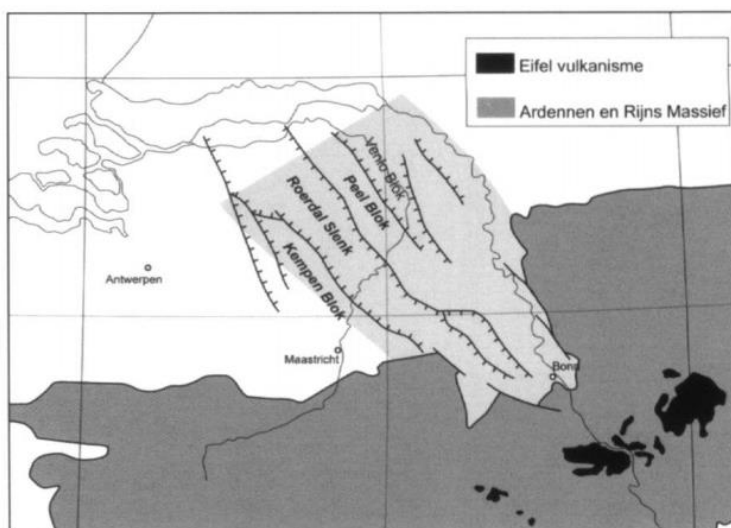 Eifel vulkanisme
Ardennen en Rijns Massief
Venlo Blok
Peel Blok
Roerdal Slenk
Kempen Blok
Antwerpen
Maastricht
Bonn